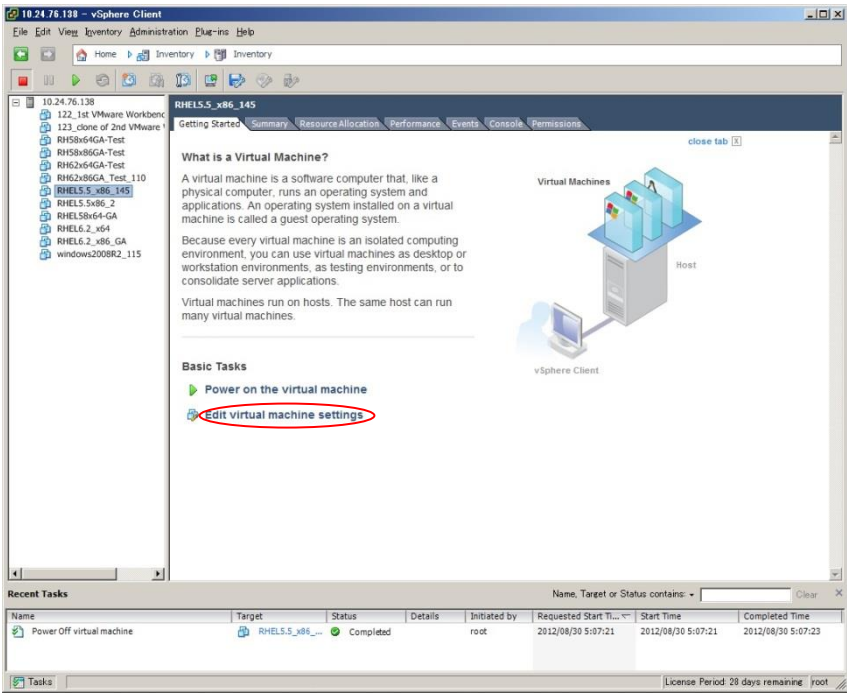 10.24.76.138 - vSphere Client
File Edit View Inventory Administration Plug-ins Help
Home Inventory Inventory
10.24.76.138
122_1st VMware Workbenc
123_clone of 2nd VMware
RH58x64GA-Test
RH58x86GA-Test
RH62x64GA-Test
RH62x86GA_Test_110
RHEL5.5_x86_145
RHEL5.5x86_2
RHEL58x64-GA
RHEL6.2_x64
RHEL6.2_x86_GA
windows2008R2_115
RHEL5.5_x86_145
Getting Started Summary Resource Allocation Performance Events Console Permissions
close tab X
What is a Virtual Machine?
A virtual machine is a software computer that, like a
physical computer, runs an operating system and
applications. An operating system installed on a virtual
machine is called a guest operating system.
Because every virtual machine is an isolated computing
environment, you can use virtual machines as desktop or
workstation environments, as testing environments, or to
consolidate server applications.
Virtual machines run on hosts. The same host can run
many virtual machines.
Virtual Machines
Host
vSphere Client
Basic Tasks
Power on the virtual machine
Edit virtual machine settings
Recent Tasks
Name, Target or Status contains: Clear
Name Target Status Details Initiated by Requested Start Ti... Start Time Completed Time
Power Off virtual machine RHEL5.5_x86_... Completed root 2012/08/30 5:07:21 2012/08/30 5:07:21 2012/08/30 5:07:23
Tasks License Period: 28 days remaining root